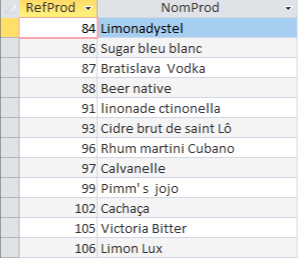 RefProd NomProd
84 Limonadystel
86 Sugar bleu blanc
87 Bratislava  Vodka
88 Beer native
91 linonade ctinonella
93 Cidre brut de saint Lô
96 Rhum martini Cubano
97 Calvanelle
99 Pimm' s  jojo
102 Cachaça
105 Victoria Bitter
106 Limon Lux